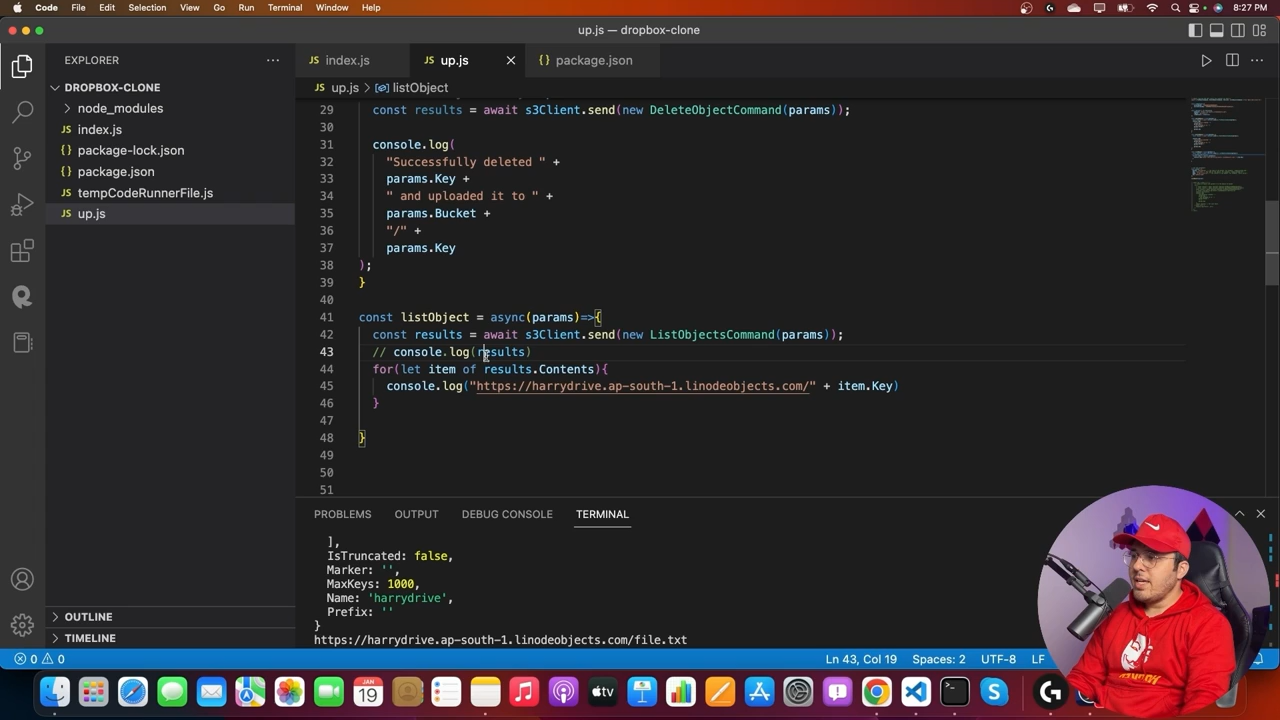 Code File Edit Selection View Go Run Terminal Window Help 8:27 PM
up.js — dropbox-clone
EXPLORER
DROPBOX-CLONE
node_modules
index.js
package-lock.json
package.json
tempCodeRunnerFile.js
up.js
OUTLINE
TIMELINE
index.js up.js package.json
up.js > listObject
29 const results = await s3Client.send(new DeleteObjectCommand(params));
30
31 console.log(
32 "Successfully deleted " +
33 params.Key +
34 " and uploaded it to " +
35 params.Bucket +
36 "/" +
37 params.Key
38 );
39 }
40
41 const listObject = async(params)=>{
42 const results = await s3Client.send(new ListObjectsCommand(params));
43 // console.log(results)
44 for(let item of results.Contents){
45 console.log("https://harrydrive.ap-south-1.linodeobjects.com/" + item.Key)
46 }
47
48 }
49
50
51
PROBLEMS OUTPUT DEBUG CONSOLE TERMINAL
],
IsTruncated: false,
Marker: '',
MaxKeys: 1000,
Name: 'harrydrive',
Prefix: ''
}
https://harrydrive.ap-south-1.linodeobjects.com/file.txt
0 0 Ln 43, Col 19 Spaces: 2 UTF-8 LF
JAN
19
tv